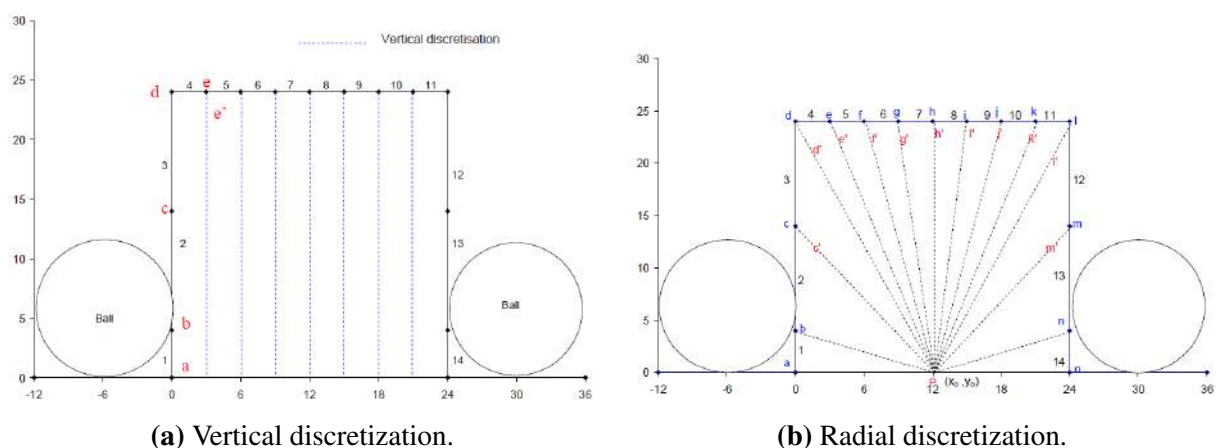 30
Vertical discretisation
25
d 4 e 5 6 7 8 9 10 11
e'
20
3 12
15
c
2 13
10
Ball Ball
5
b
1 a 14
0
-12 -6 0 6 12 18 24 30 36
(a) Vertical discretization.
30
25
d 4 e 5 f 6 g 7 h 8 i 9 j 10 k 11 l
d' e' f' g' h' i' j' k' l'
20
3 12
15
c m
c' m'
2 13
10
5
b n
1 14
a
0
-12 -6 0 6 12 18 24 30 36
(x₀ ,y₀)
(b) Radial discretization.